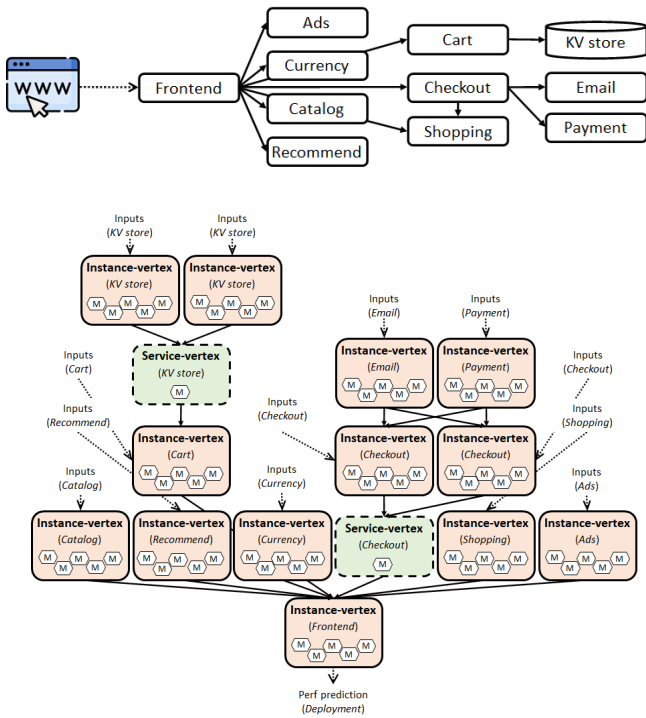 Ads
Cart
KV store
Currency
WWW
Frontend
Checkout
Email
Catalog
Shopping
Payment
Recommend
Inputs
(KV store)
Inputs
(KV store)
Instance-vertex
(KV store)
M M M M M
Instance-vertex
(KV store)
M M M M M
Inputs
(Email)
Inputs
(Payment)
Service-vertex
(KV store)
M
Instance-vertex
(Email)
M M M M M
Instance-vertex
(Payment)
M M M M M
Inputs
(Cart)
Inputs
(Checkout)
Inputs
(Recommend)
Inputs
(Checkout)
Inputs
(Shopping)
Instance-vertex
(Cart)
M M M M M
Instance-vertex
(Checkout)
M M M M M
Instance-vertex
(Checkout)
M M M M M
Inputs
(Catalog)
Inputs
(Currency)
Inputs
(Ads)
Instance-vertex
(Catalog)
M M M M M
Instance-vertex
(Recommend)
M M M M M
Instance-vertex
(Currency)
M M M M M
Service-vertex
(Checkout)
M
Instance-vertex
(Shopping)
M M M M M
Instance-vertex
(Ads)
M M M M M
Instance-vertex
(Frontend)
M M M M M
Perf prediction
(Deployment)